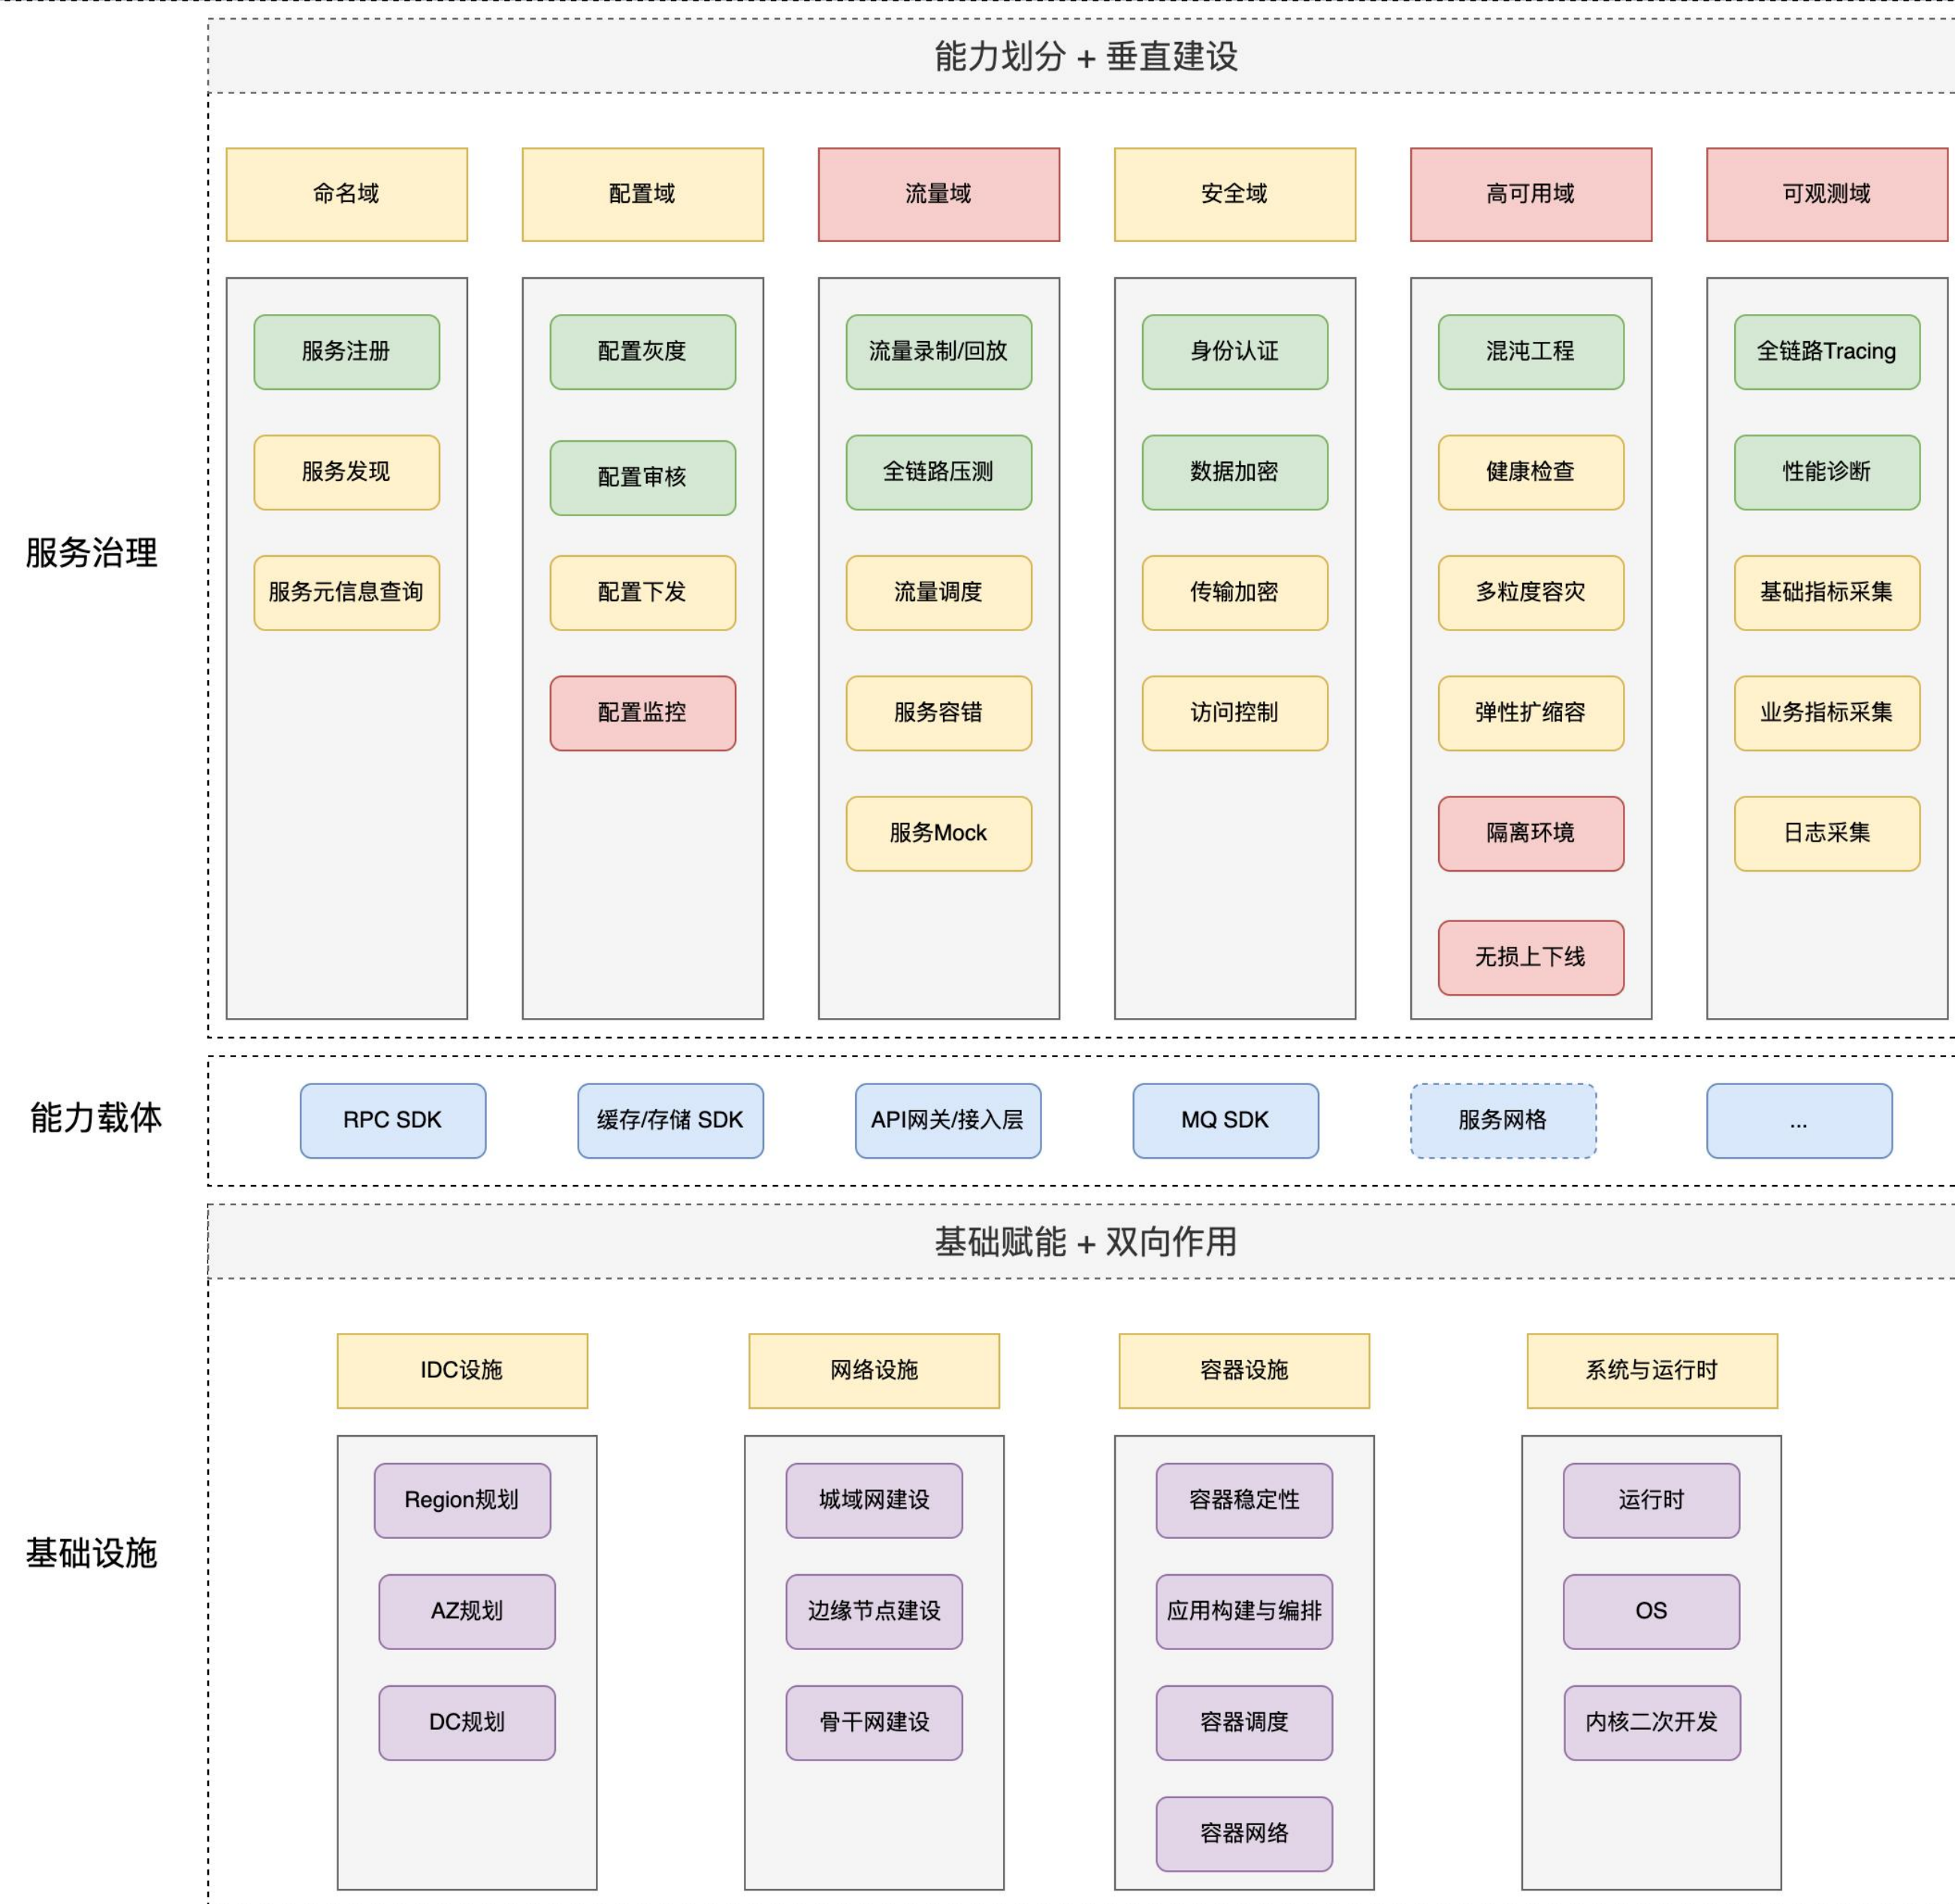 能力划分 + 垂直建设
命名域
配置域
流量域
安全域
高可用域
可观测域
服务治理
服务注册
服务发现
服务元信息查询
配置灰度
配置审核
配置下发
配置监控
流量录制/回放
全链路压测
流量调度
服务容错
服务Mock
身份认证
数据加密
传输加密
访问控制
混沌工程
健康检查
多粒度容灾
弹性扩缩容
隔离环境
无损上下线
全链路Tracing
性能诊断
基础指标采集
业务指标采集
日志采集
能力载体
RPC SDK
缓存/存储 SDK
API网关/接入层
MQ SDK
服务网格
...
基础赋能 + 双向作用
IDC设施
网络设施
容器设施
系统与运行时
基础设施
Region规划
AZ规划
DC规划
城域网建设
边缘节点建设
骨干网建设
容器稳定性
应用构建与编排
容器调度
容器网络
运行时
OS
内核二次开发